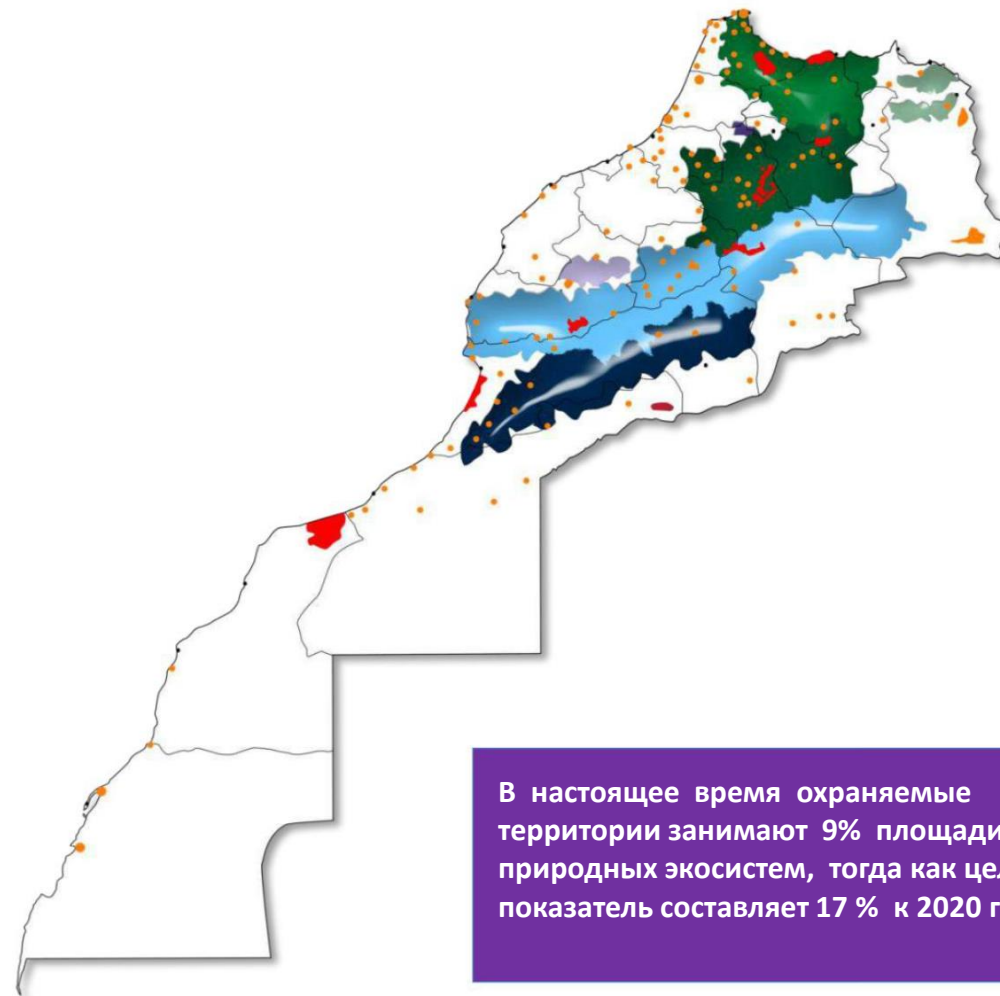 В настоящее время охраняемые
территории занимают 9% площади
природных экосистем, тогда как
показатель составляет 17 % к 2020